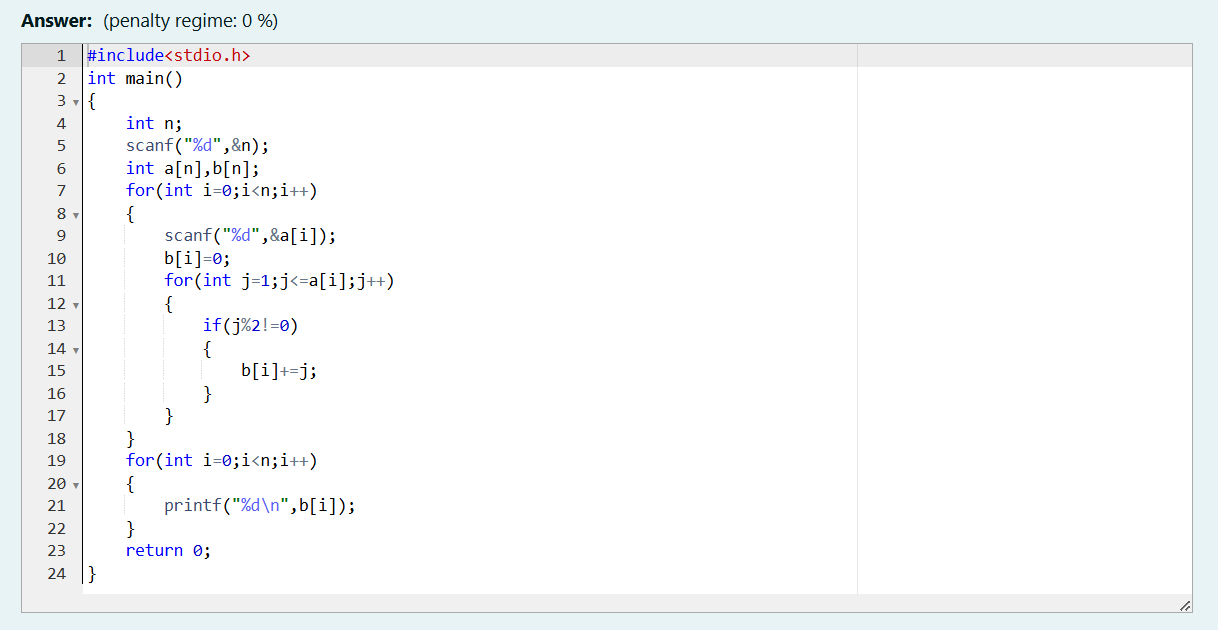 Answer: (penalty regime: 0 %)
1 #include<stdio.h>
2 int main()
3 {
4     int n;
5     scanf("%d",&n);
6     int a[n],b[n];
7     for(int i=0;i<n;i++)
8     {
9         scanf("%d",&a[i]);
10         b[i]=0;
11         for(int j=1;j<=a[i];j++)
12         {
13             if(j%2!=0)
14             {
15                 b[i]+=j;
16             }
17         }
18     }
19     for(int i=0;i<n;i++)
20     {
21         printf("%d\n",b[i]);
22     }
23     return 0;
24 }